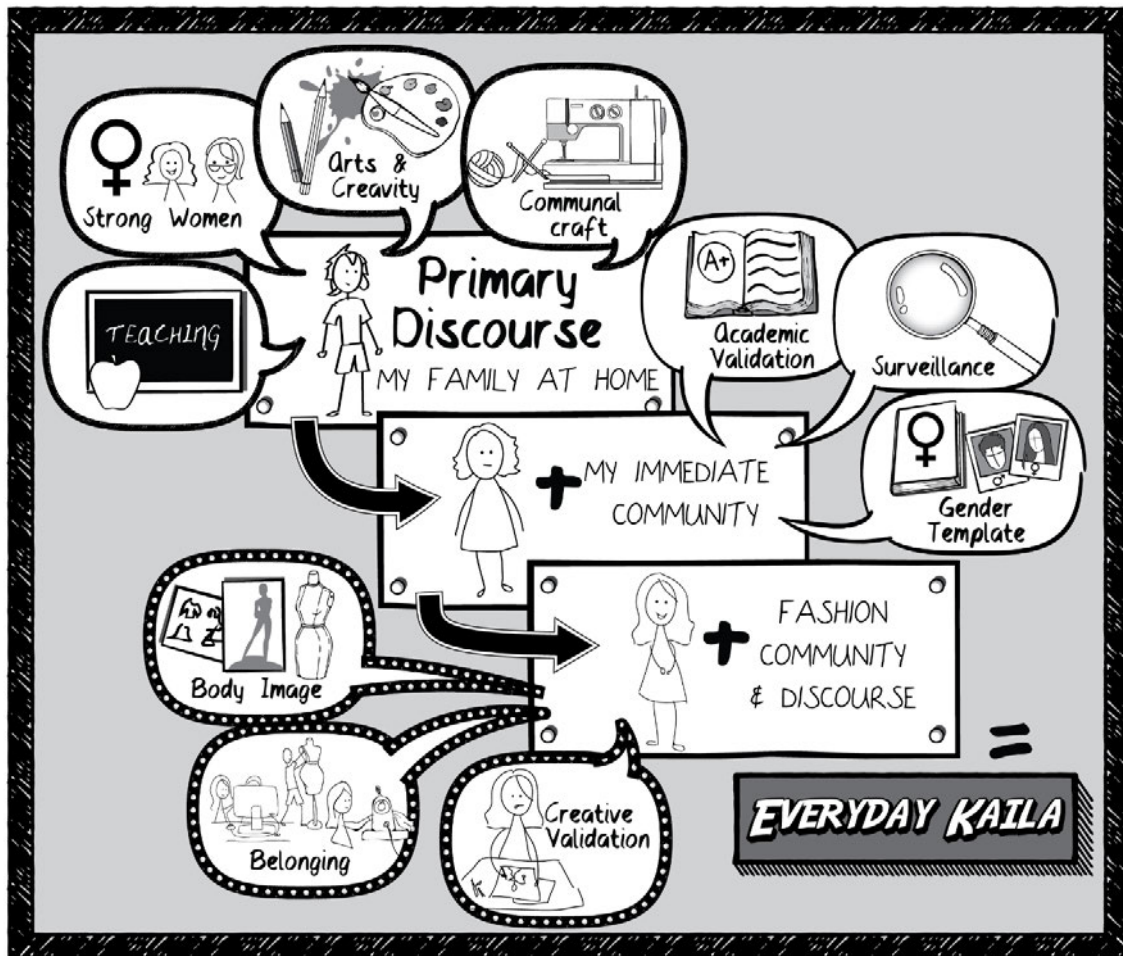 Strong Women
Arts &
Creavity
Communal
craft
TEACHING
Primary
Discourse
MY FAMILY AT HOME
A+
Academic
Validation
Surveillance
Gender
Template
+ MY IMMEDIATE
COMMUNITY
Body Image
Belonging
Creative
Validation
+ FASHION
COMMUNITY
& DISCOURSE
=
EVERYDAY KAILA